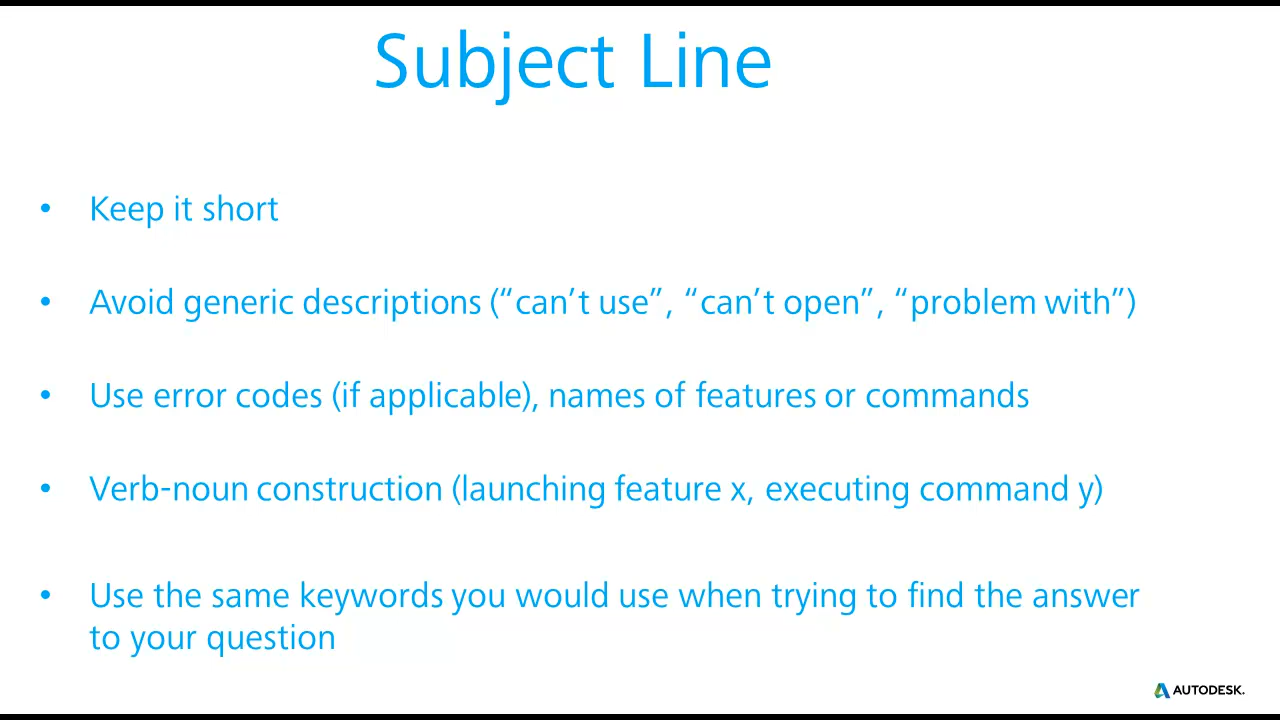 Subject Line
• Keep it short
• Avoid generic descriptions (“can’t use”, “can’t open”, “problem with”)
• Use error codes (if applicable), names of features or commands
• Verb-noun construction (launching feature x, executing command y)
• Use the same keywords you would use when trying to find the answer
to your question
AUTODESK.